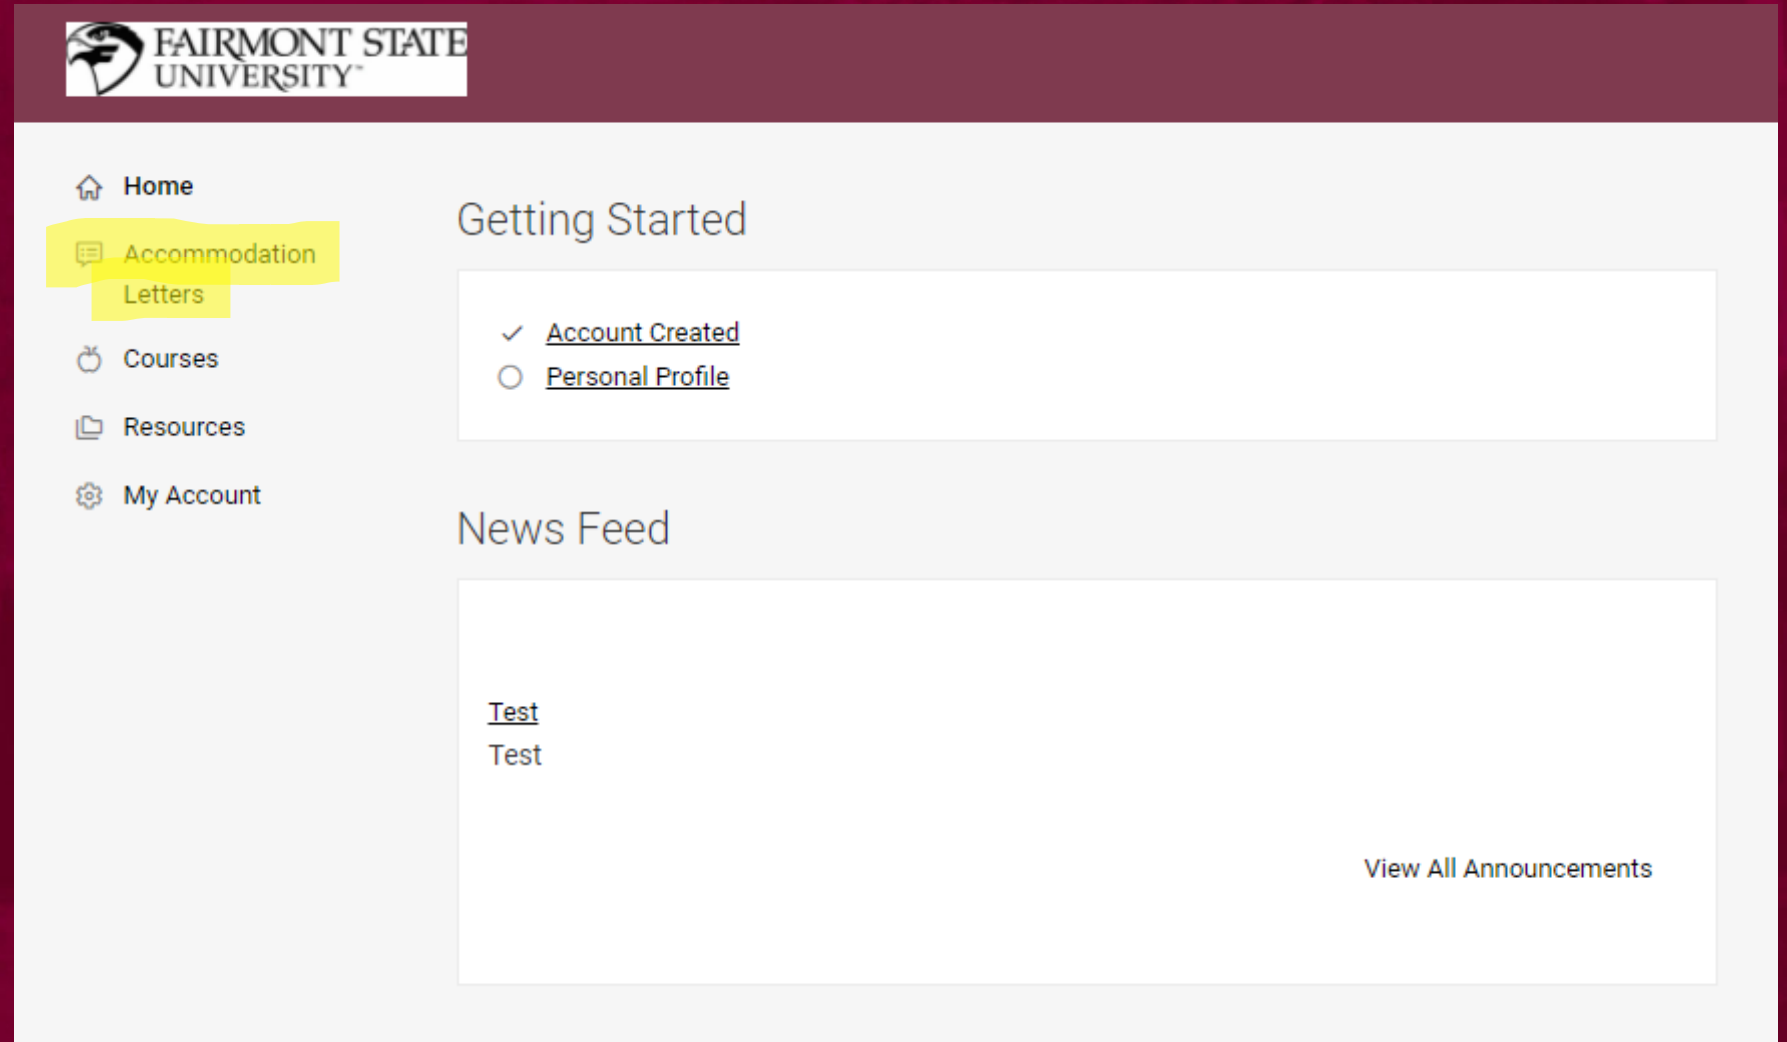 FAIRMONT STATE
UNIVERSITY™
Home
Accommodation
Letters
Courses
Resources
My Account
Getting Started
Account Created
Personal Profile
News Feed
Test
Test
View All Announcements